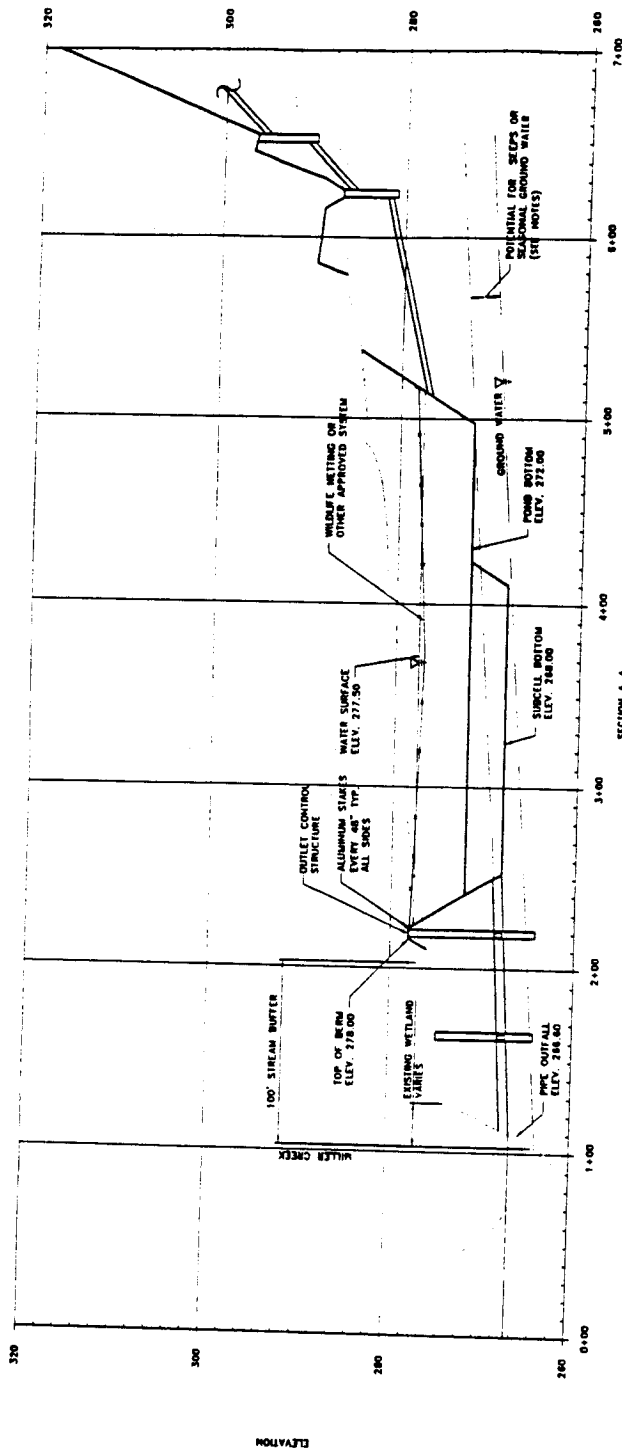 320
300
280
260
ELEVATION
320
300
280
260
0+00
1+00
2+00
3+00
4+00
5+00
6+00
7+00
MILLER CREEK
100' STREAM BUFFER
EXISTING WETLAND
VARIES
PIPE OUTFALL
ELEV. 266.60
TOP OF BERM
ELEV. 278.00
OUTLET CONTROL
STRUCTURE
ALUMINUM STAKES
EVERY 48" TYP.
ALL SIDES
WATER SURFACE
ELEV. 277.50
WILDLIFE NETTING OR
OTHER APPROVED SYSTEM
SUBCELL BOTTOM
ELEV. 268.00
POND BOTTOM
ELEV. 272.00
GROUND WATER
POTENTIAL FOR SEEPS OR
SEASONAL GROUND WATER
(SEE NOTES)